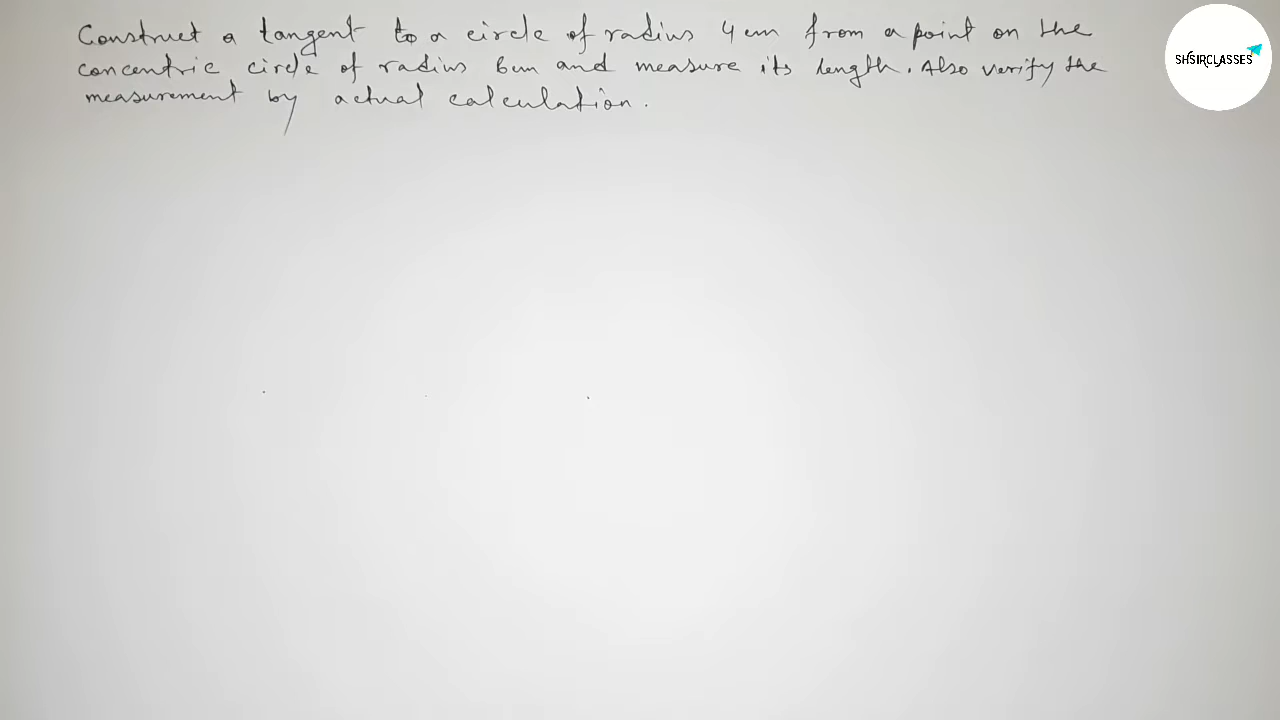 Construct a tangent to a circle of radius 4 cm from a point on the
concentric circle of radius 6cm and measure its length. Also verify the
measurement by actual calculation.
SHSIRCLASSES